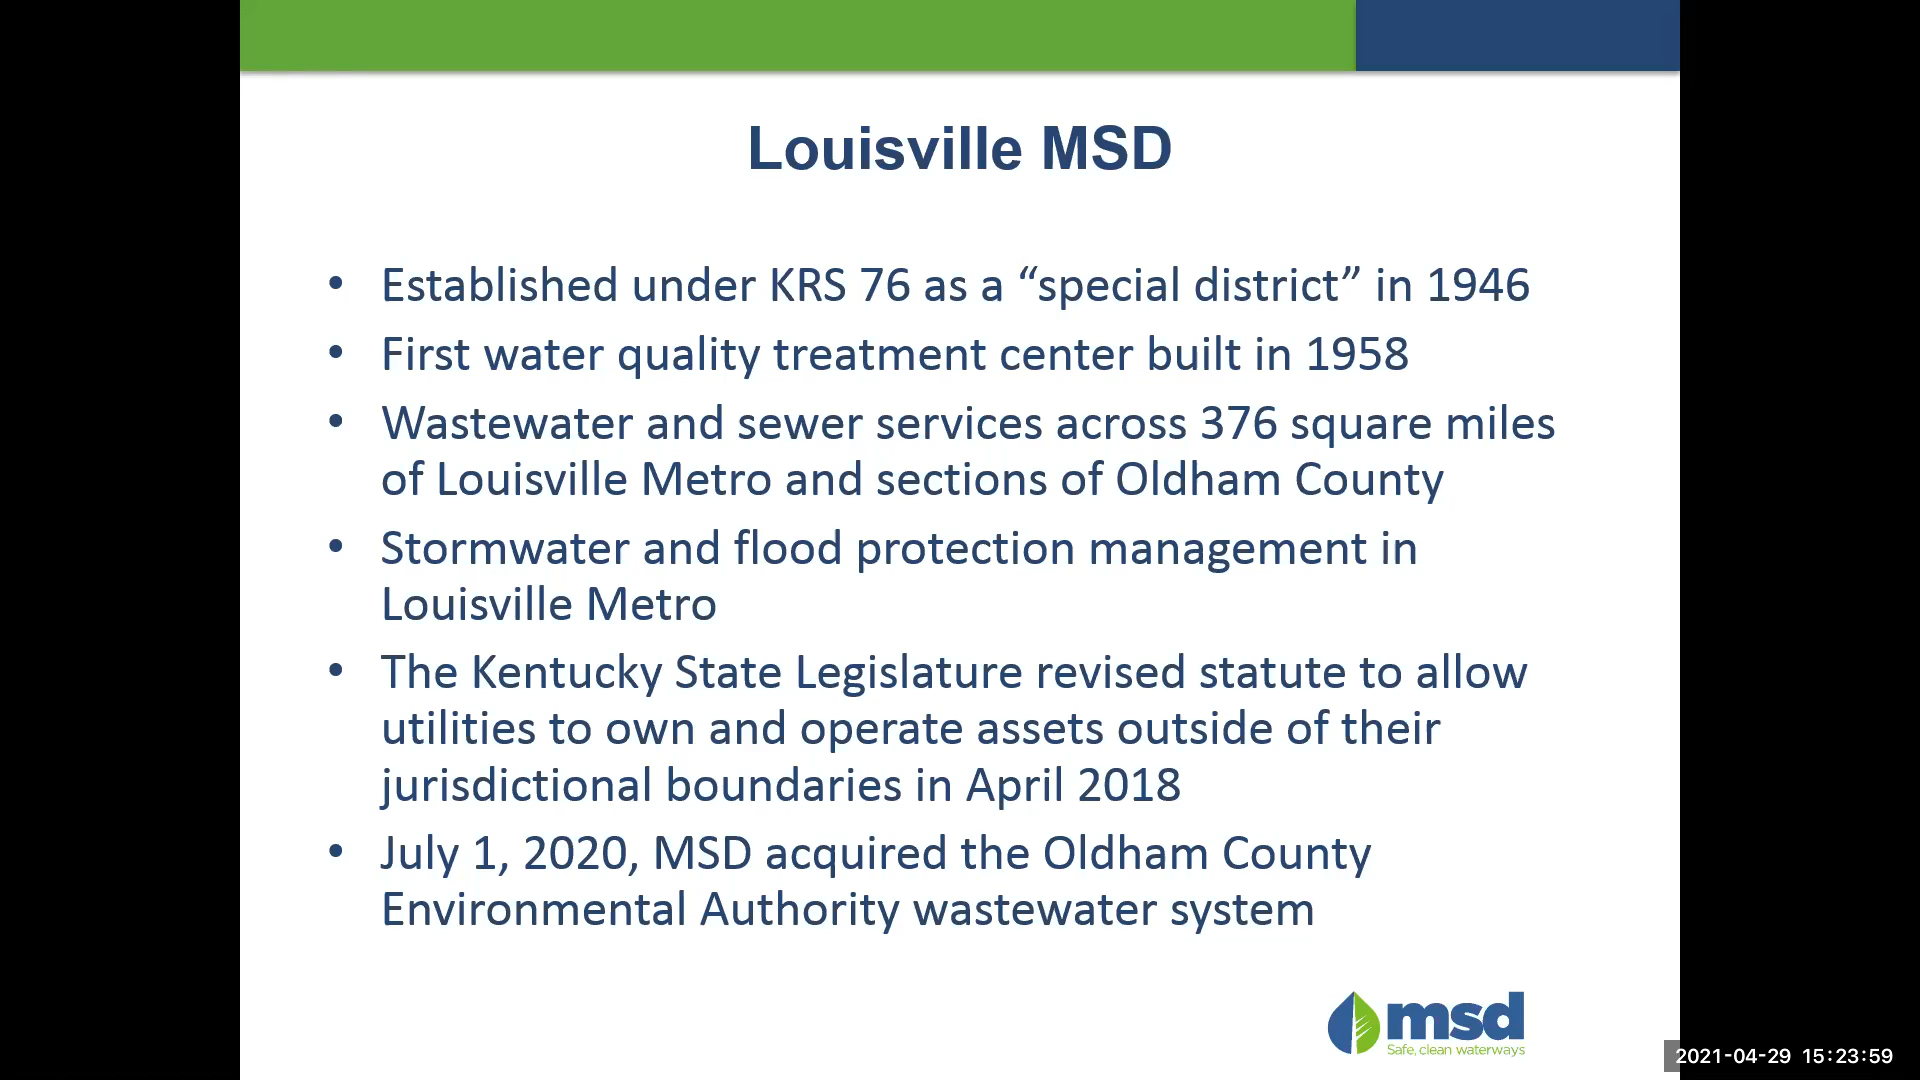 Louisville MSD
• Established under KRS 76 as a “special district” in 1946
• First water quality treatment center built in 1958
• Wastewater and sewer services across 376 square miles
of Louisville Metro and sections of Oldham County
• Stormwater and flood protection management in
Louisville Metro
• The Kentucky State Legislature revised statute to allow
utilities to own and operate assets outside of their
jurisdictional boundaries in April 2018
• July 1, 2020, MSD acquired the Oldham County
Environmental Authority wastewater system
msd
Safe, clean waterways
2021-04-29 15:23:59